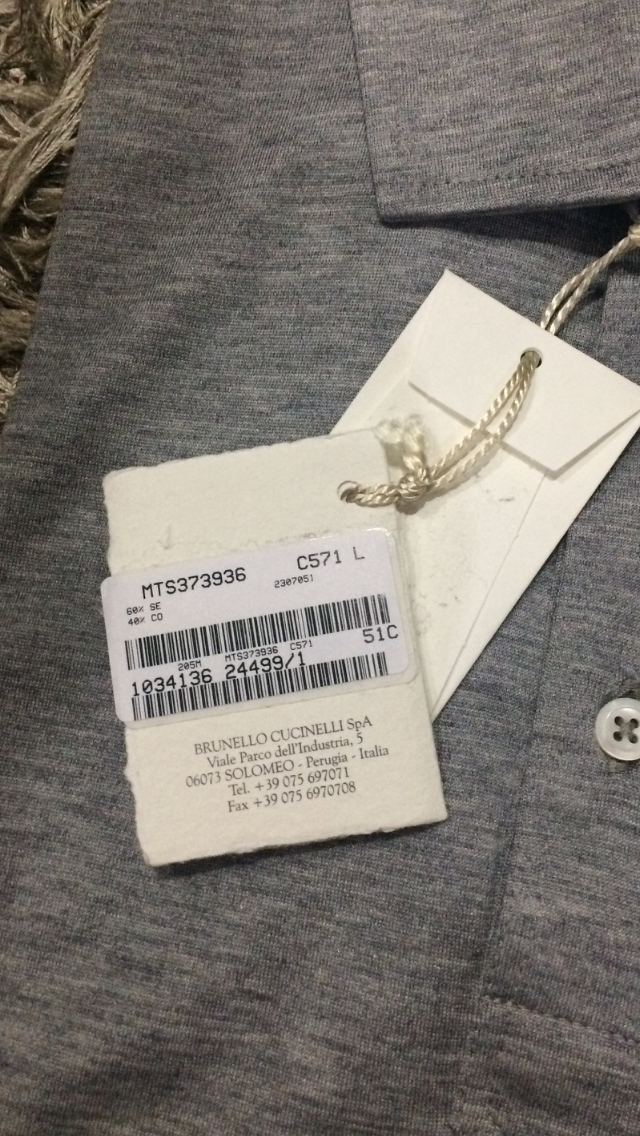 MTS373936 C571 L
2307051
60% SE
40% CO
51C
205M MTS373936 C571
1034136 24499/1
BRUNELLO CUCINELLI SpA
Viale Parco dell'Industria, 5
06073 SOLOMEO - Perugia - Italia
Tel. +39 075 697071
Fax +39 075 6970708